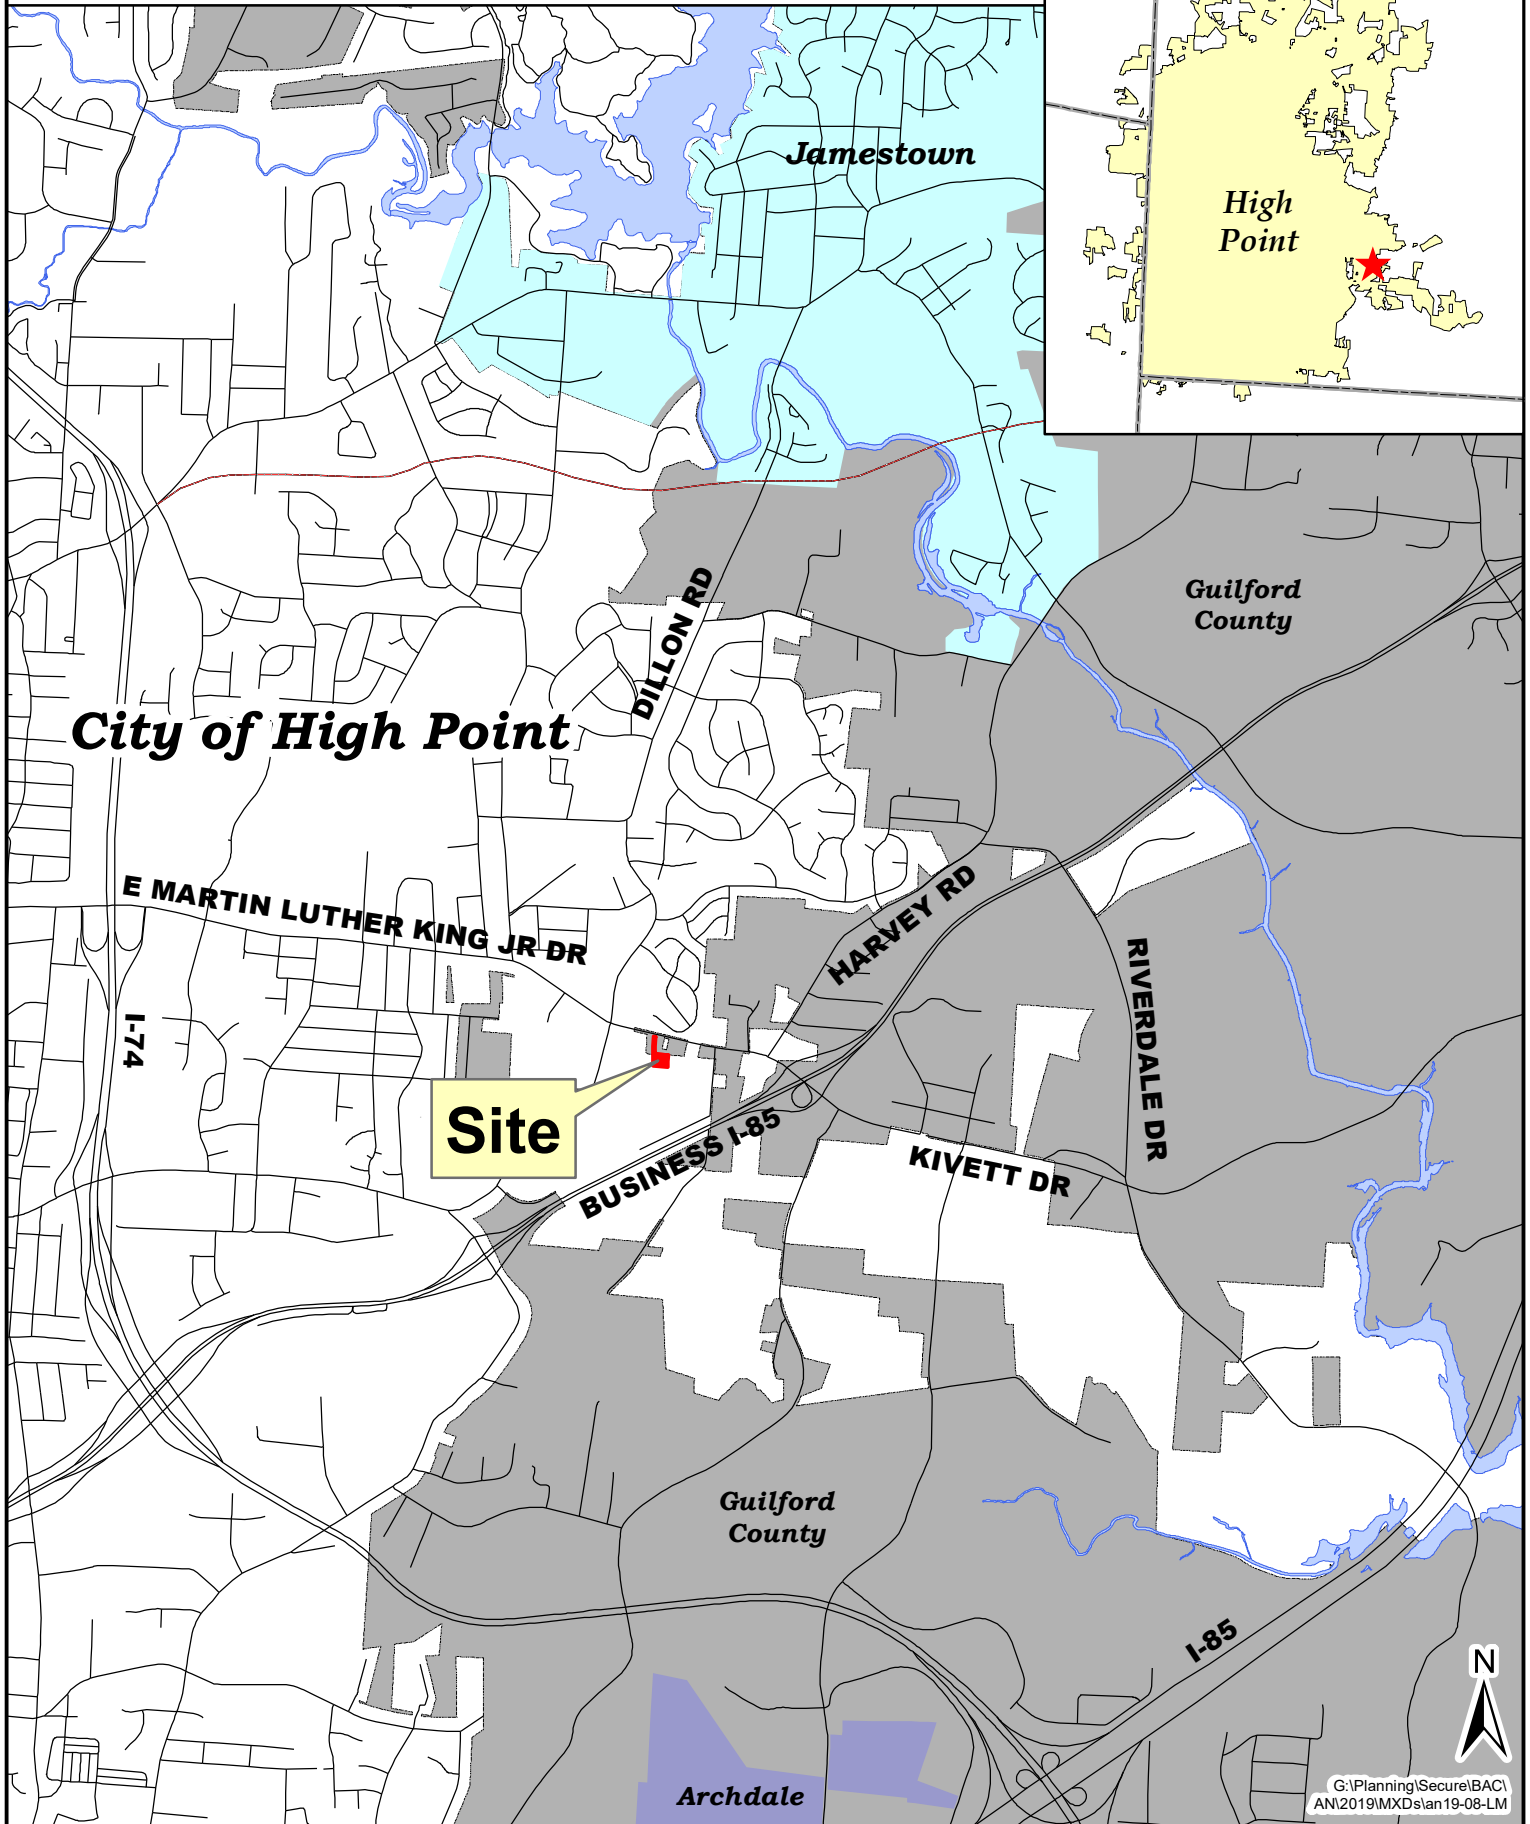 Jamestown
High
Point
Guilford
County
DILLON RD
City of High Point
E MARTIN LUTHER KING JR DR
HARVEY RD
RIVERDALE DR
I-74
Site
BUSINESS I-85
KIVETT DR
Guilford
County
I-85
N
Archdale
G:\Planning\Secure\BAC\
AN\2019\MXDs\an19-08-LM